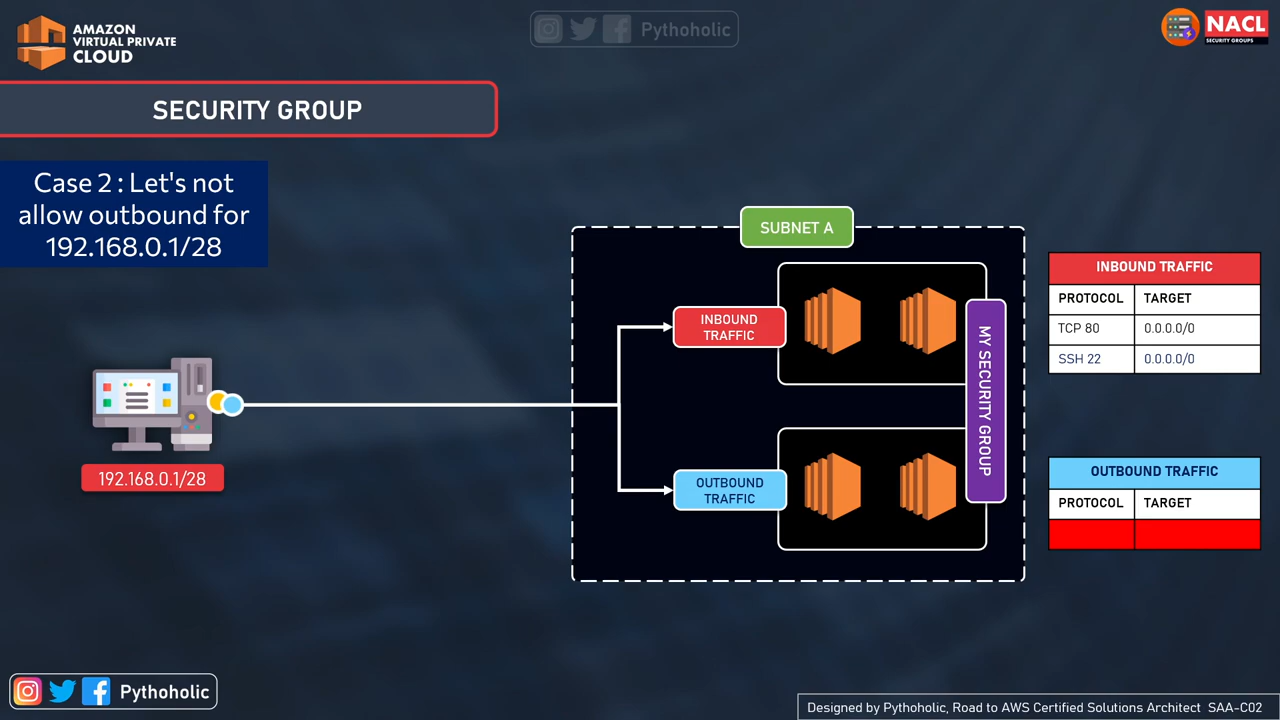 AMAZON
VIRTUAL PRIVATE
CLOUD
Pythoholic
NACL
SECURITY GROUPS
SECURITY GROUP
Case 2 : Let's not
allow outbound for
192.168.0.1/28
SUBNET A
INBOUND
TRAFFIC
OUTBOUND
TRAFFIC
MY SECURITY GROUP
192.168.0.1/28
INBOUND TRAFFIC
PROTOCOL TARGET
TCP 80 0.0.0.0/0
SSH 22 0.0.0.0/0
OUTBOUND TRAFFIC
PROTOCOL TARGET
Pythoholic
Designed by Pythoholic, Road to AWS Certified Solutions Architect SAA-C02